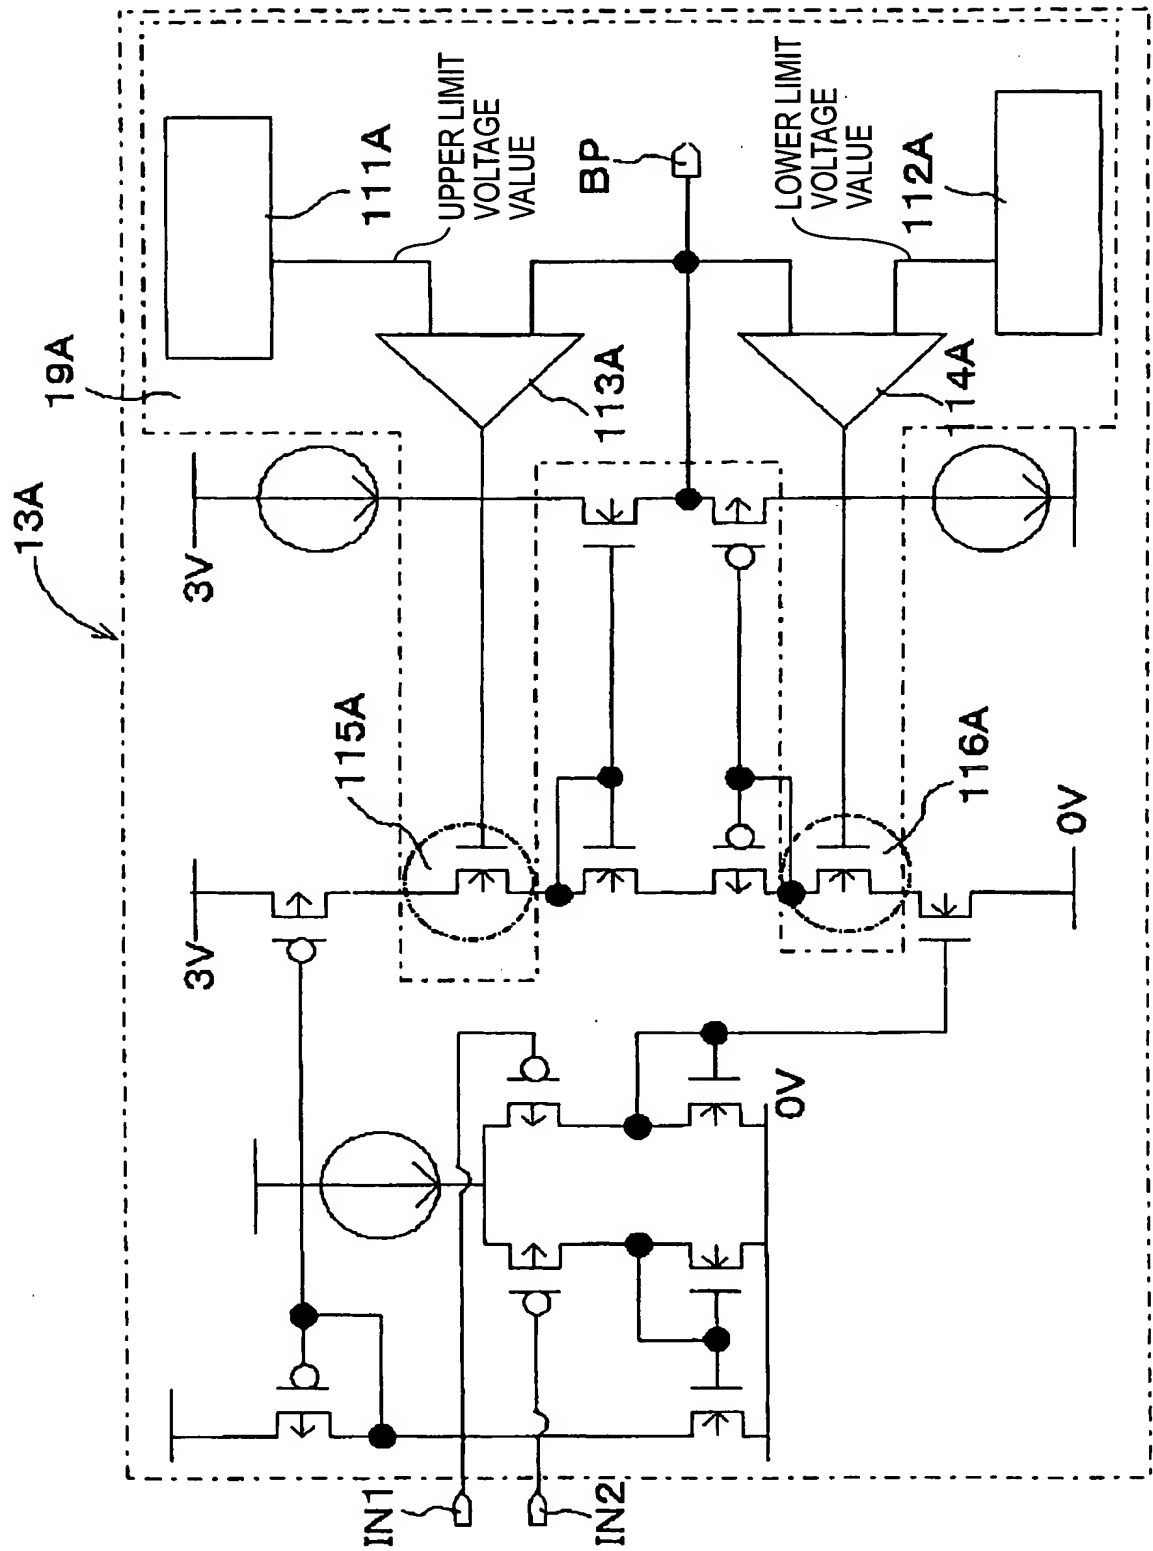 13A
19A
3V
3V
111A
UPPER LIMIT
VOLTAGE
VALUE
113A
BP
LOWER LIMIT
VOLTAGE
VALUE
112A
114A
115A
116A
0V
0V
IN1
IN2